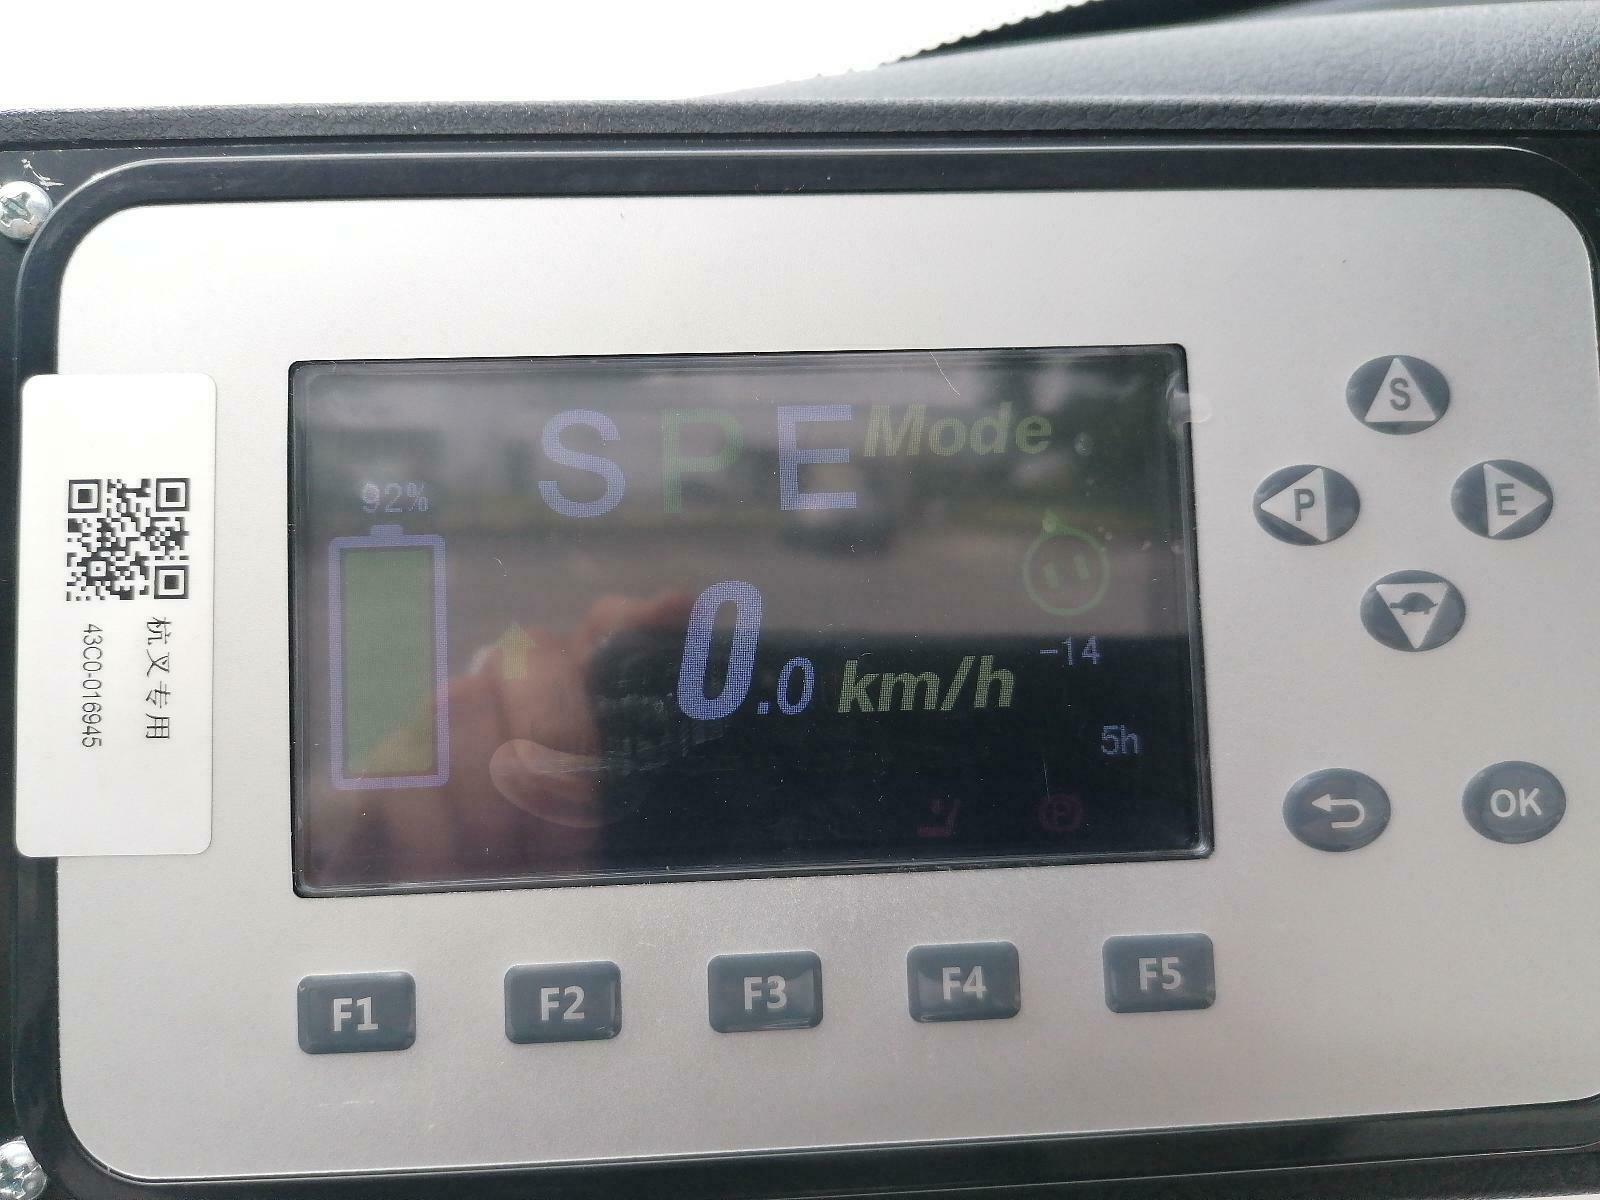 S P E Mode
92%
0.0 km/h
-14
5h
P
杭叉专用
43C0-016945
S
P
E
OK
F1
F2
F3
F4
F5